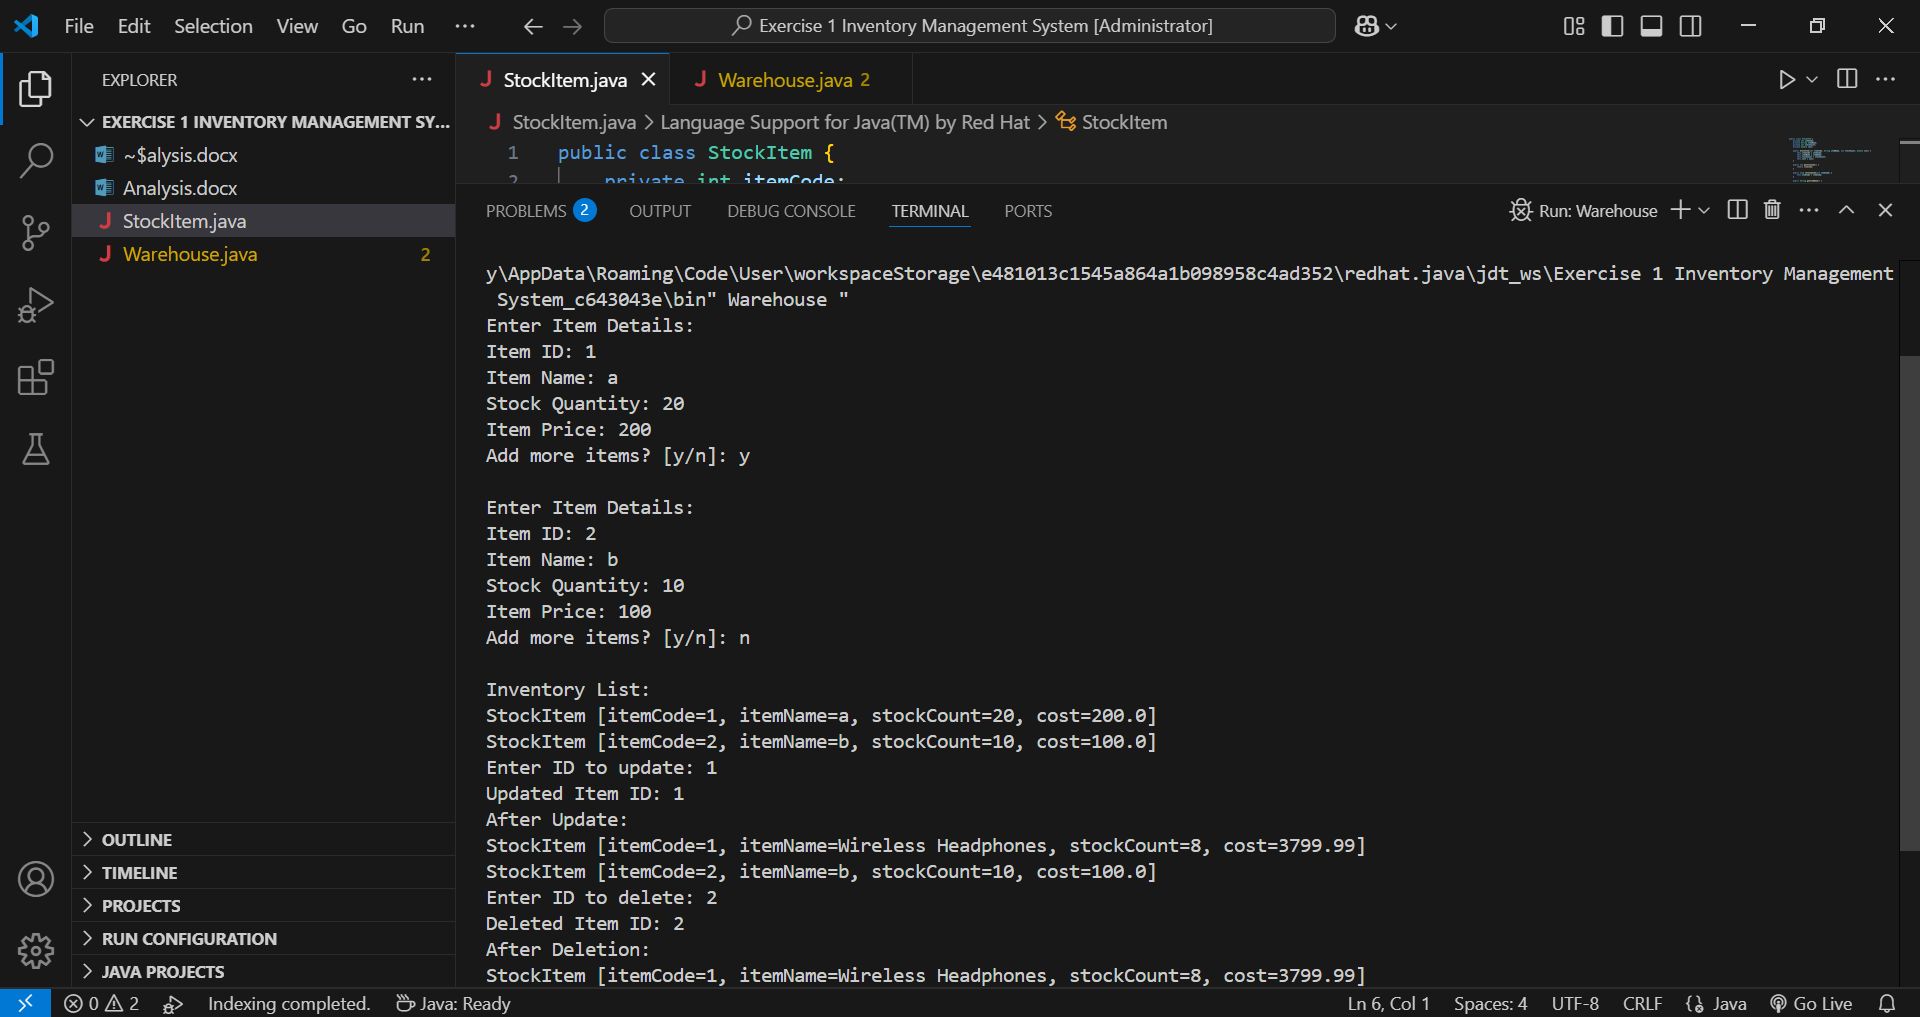 File Edit Selection View Go Run ··· Exercise 1 Inventory Management System [Administrator]
EXPLORER ···
EXERCISE 1 INVENTORY MANAGEMENT SY...
~$alysis.docx
Analysis.docx
StockItem.java
Warehouse.java 2
OUTLINE
TIMELINE
PROJECTS
RUN CONFIGURATION
JAVA PROJECTS
StockItem.java Warehouse.java 2
StockItem.java > Language Support for Java(TM) by Red Hat > StockItem
1 public class StockItem {
2 private int itemCode;
PROBLEMS 2 OUTPUT DEBUG CONSOLE TERMINAL PORTS Run: Warehouse
y\AppData\Roaming\Code\User\workspaceStorage\e481013c1545a864a1b098958c4ad352\redhat.java\jdt_ws\Exercise 1 Inventory Management
System_c643043e\bin" Warehouse "
Enter Item Details:
Item ID: 1
Item Name: a
Stock Quantity: 20
Item Price: 200
Add more items? [y/n]: y
Enter Item Details:
Item ID: 2
Item Name: b
Stock Quantity: 10
Item Price: 100
Add more items? [y/n]: n
Inventory List:
StockItem [itemCode=1, itemName=a, stockCount=20, cost=200.0]
StockItem [itemCode=2, itemName=b, stockCount=10, cost=100.0]
Enter ID to update: 1
Updated Item ID: 1
After Update:
StockItem [itemCode=1, itemName=Wireless Headphones, stockCount=8, cost=3799.99]
StockItem [itemCode=2, itemName=b, stockCount=10, cost=100.0]
Enter ID to delete: 2
Deleted Item ID: 2
After Deletion:
StockItem [itemCode=1, itemName=Wireless Headphones, stockCount=8, cost=3799.99]
0 2 Indexing completed. Java: Ready Ln 6, Col 1 Spaces: 4 UTF-8 CRLF Java Go Live